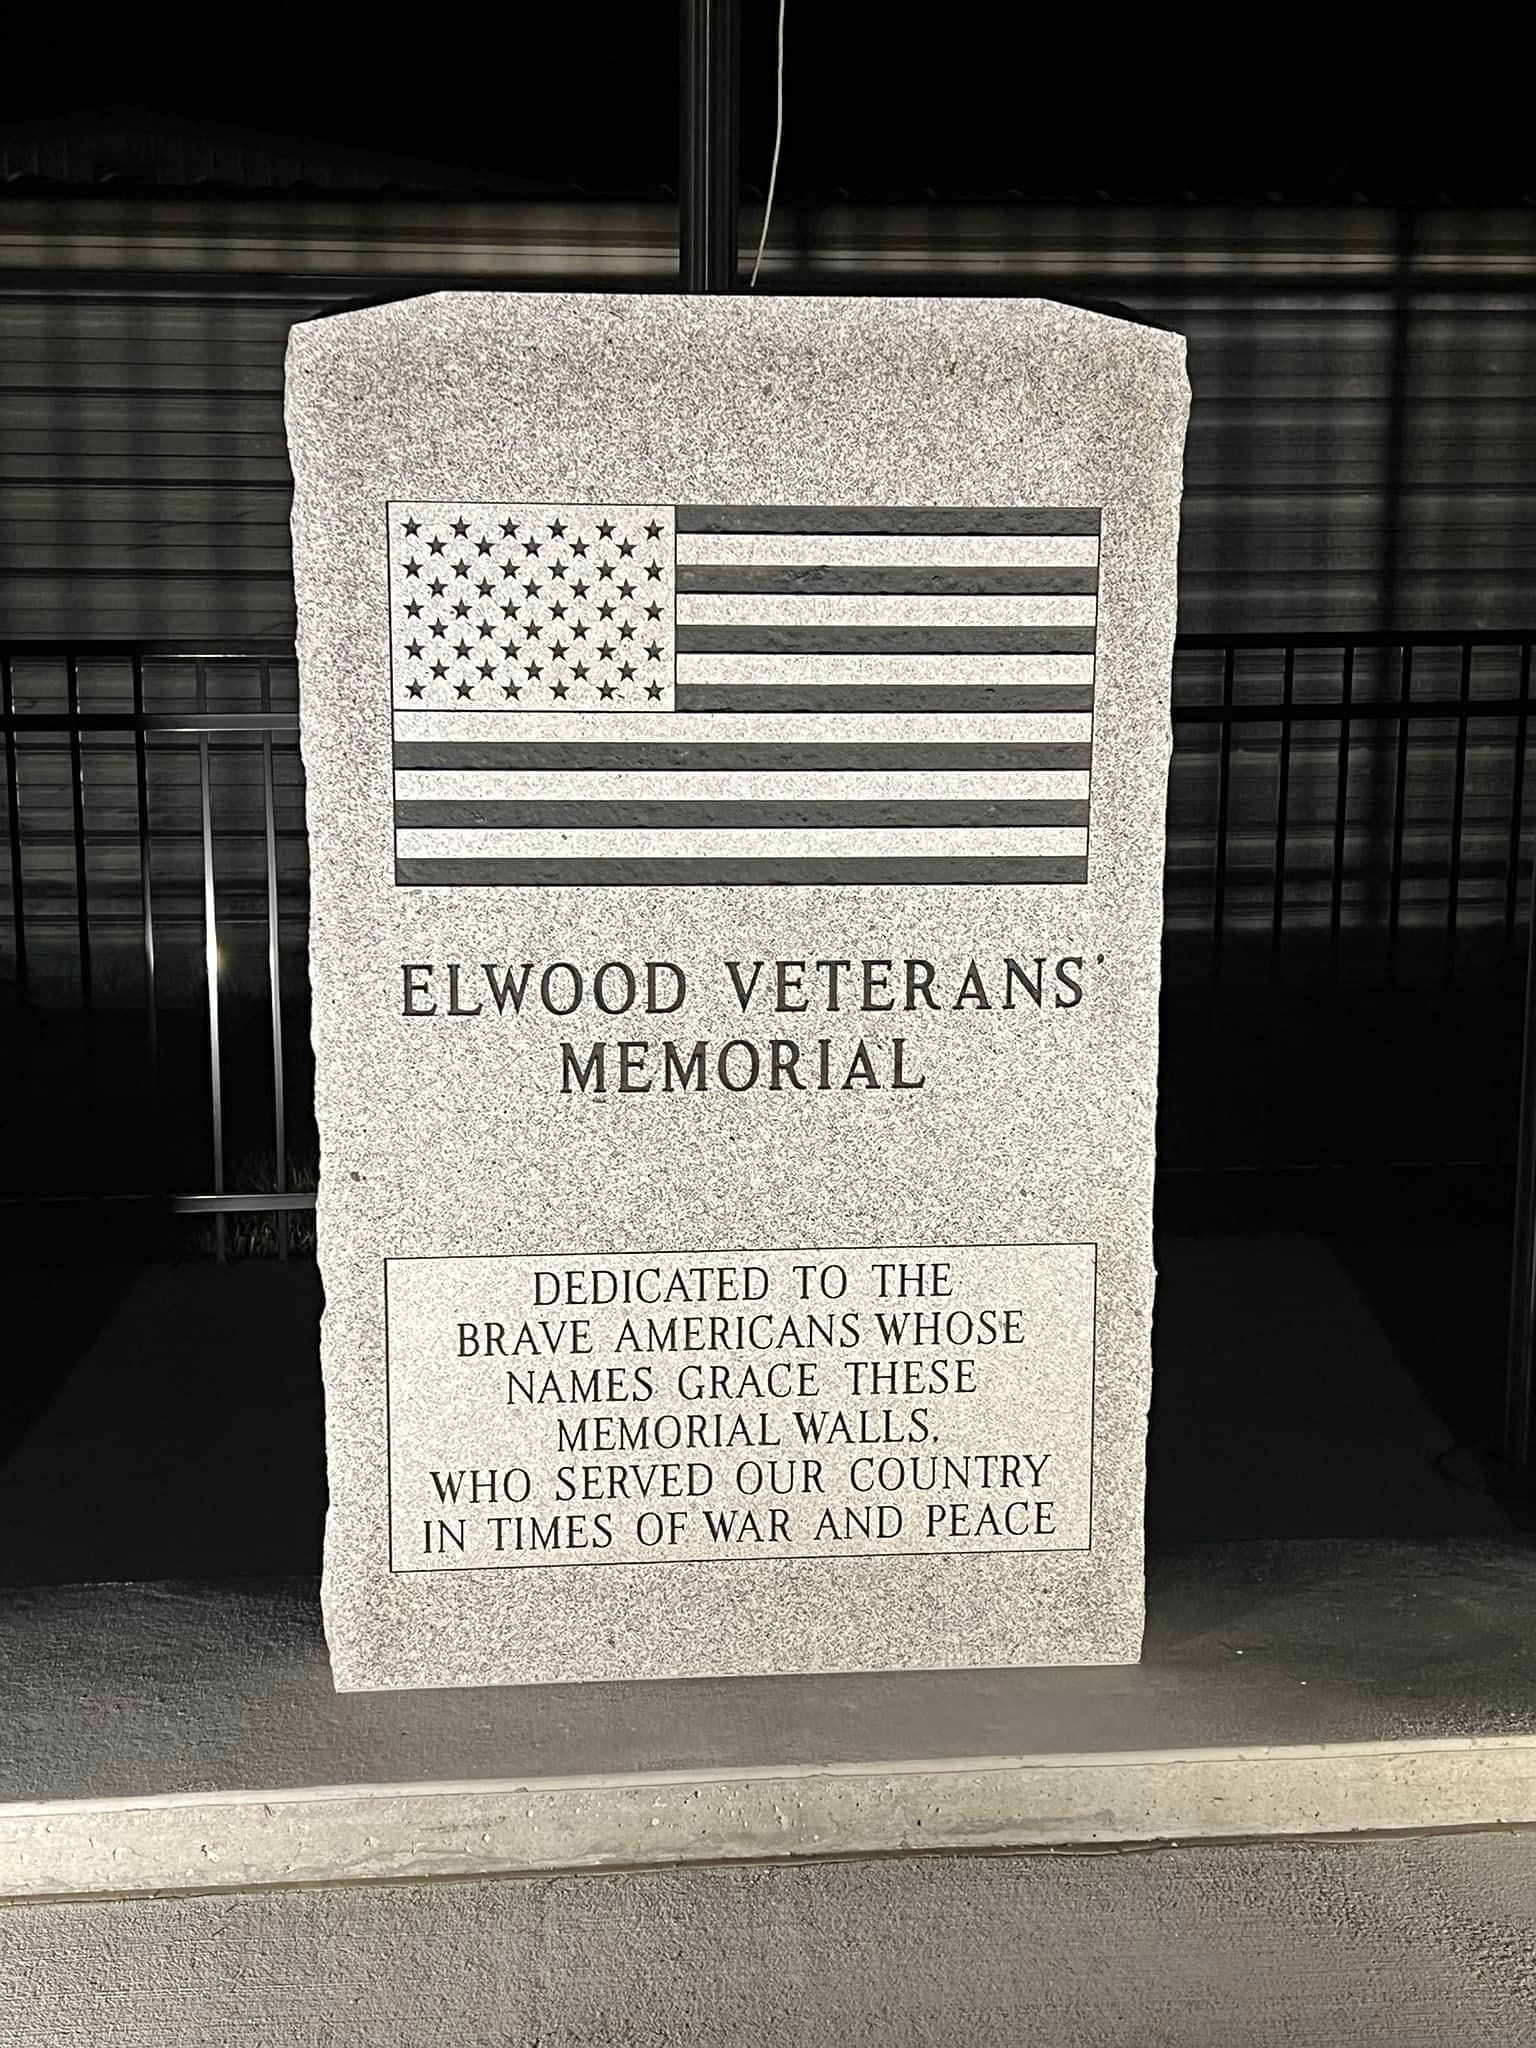 ELWOOD VETERANS'
MEMORIAL
DEDICATED TO THE
BRAVE AMERICANS WHOSE
NAMES GRACE THESE
MEMORIAL WALLS,
WHO SERVED OUR COUNTRY
IN TIMES OF WAR AND PEACE